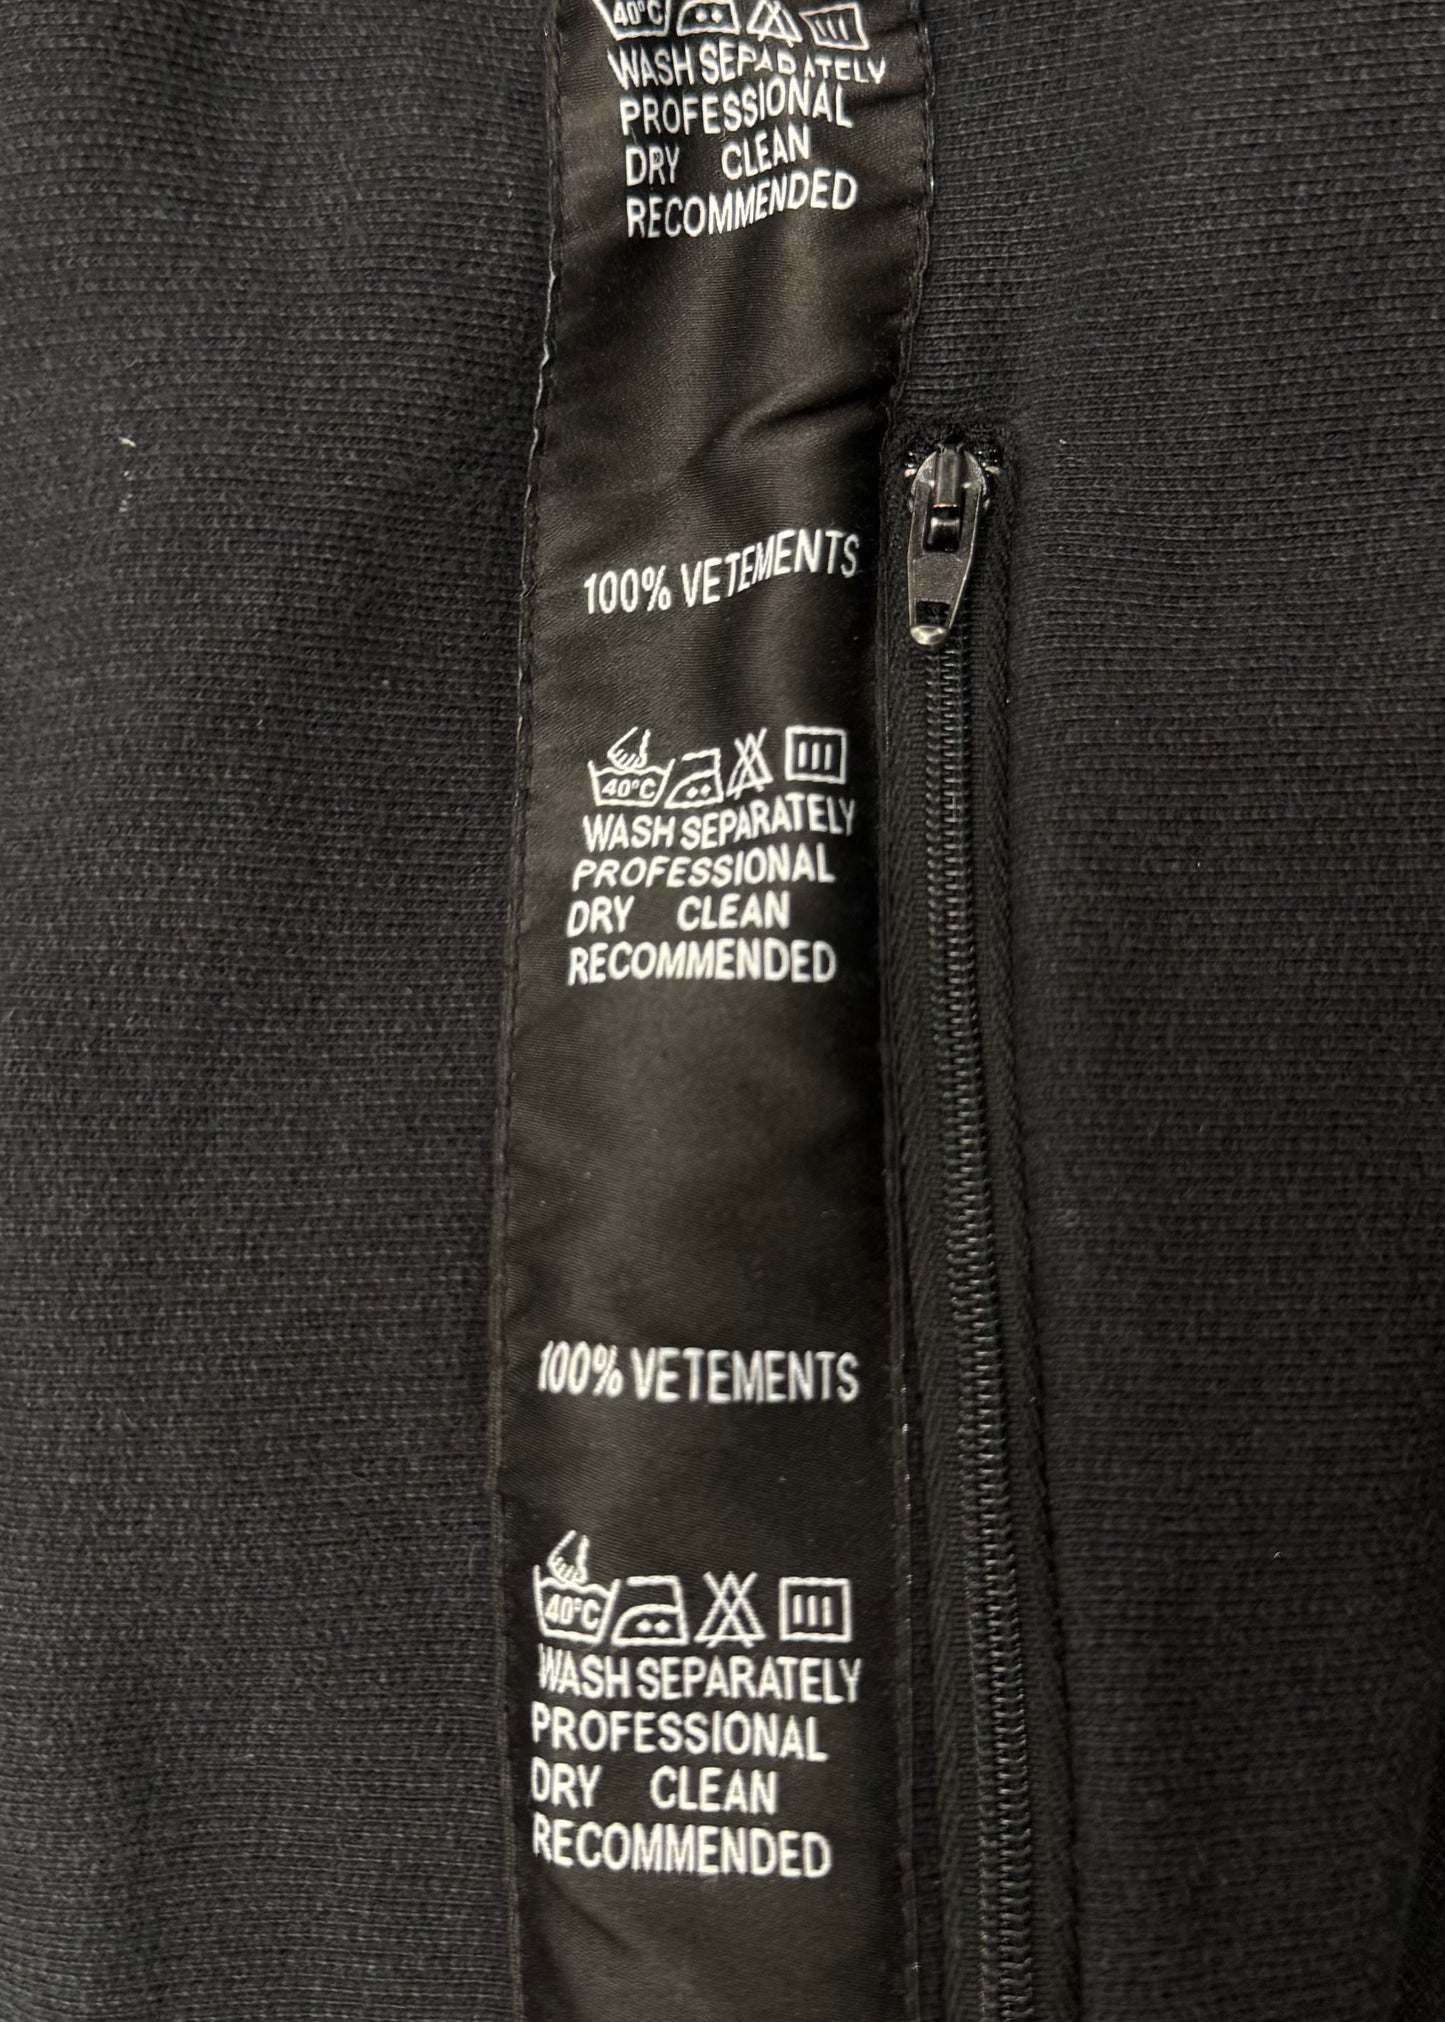 40°C
WASH SEPARATELY
PROFESSIONAL
DRY CLEAN
RECOMMENDED
100% VETEMENTS
40°C
WASH SEPARATELY
PROFESSIONAL
DRY CLEAN
RECOMMENDED
100% VETEMENTS
40°C
WASH SEPARATELY
PROFESSIONAL
DRY CLEAN
RECOMMENDED